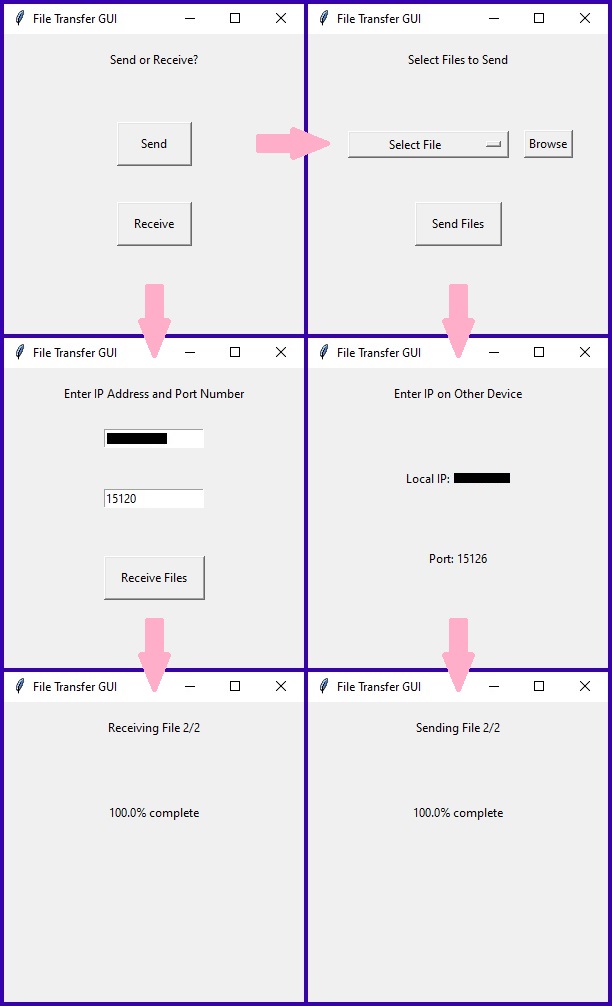 File Transfer GUI
Send or Receive?
Send
Receive
File Transfer GUI
Select Files to Send
Select File
Browse
Send Files
File Transfer GUI
Enter IP Address and Port Number
15120
Receive Files
File Transfer GUI
Enter IP on Other Device
Local IP:
Port: 15126
File Transfer GUI
Receiving File 2/2
100.0% complete
File Transfer GUI
Sending File 2/2
100.0% complete